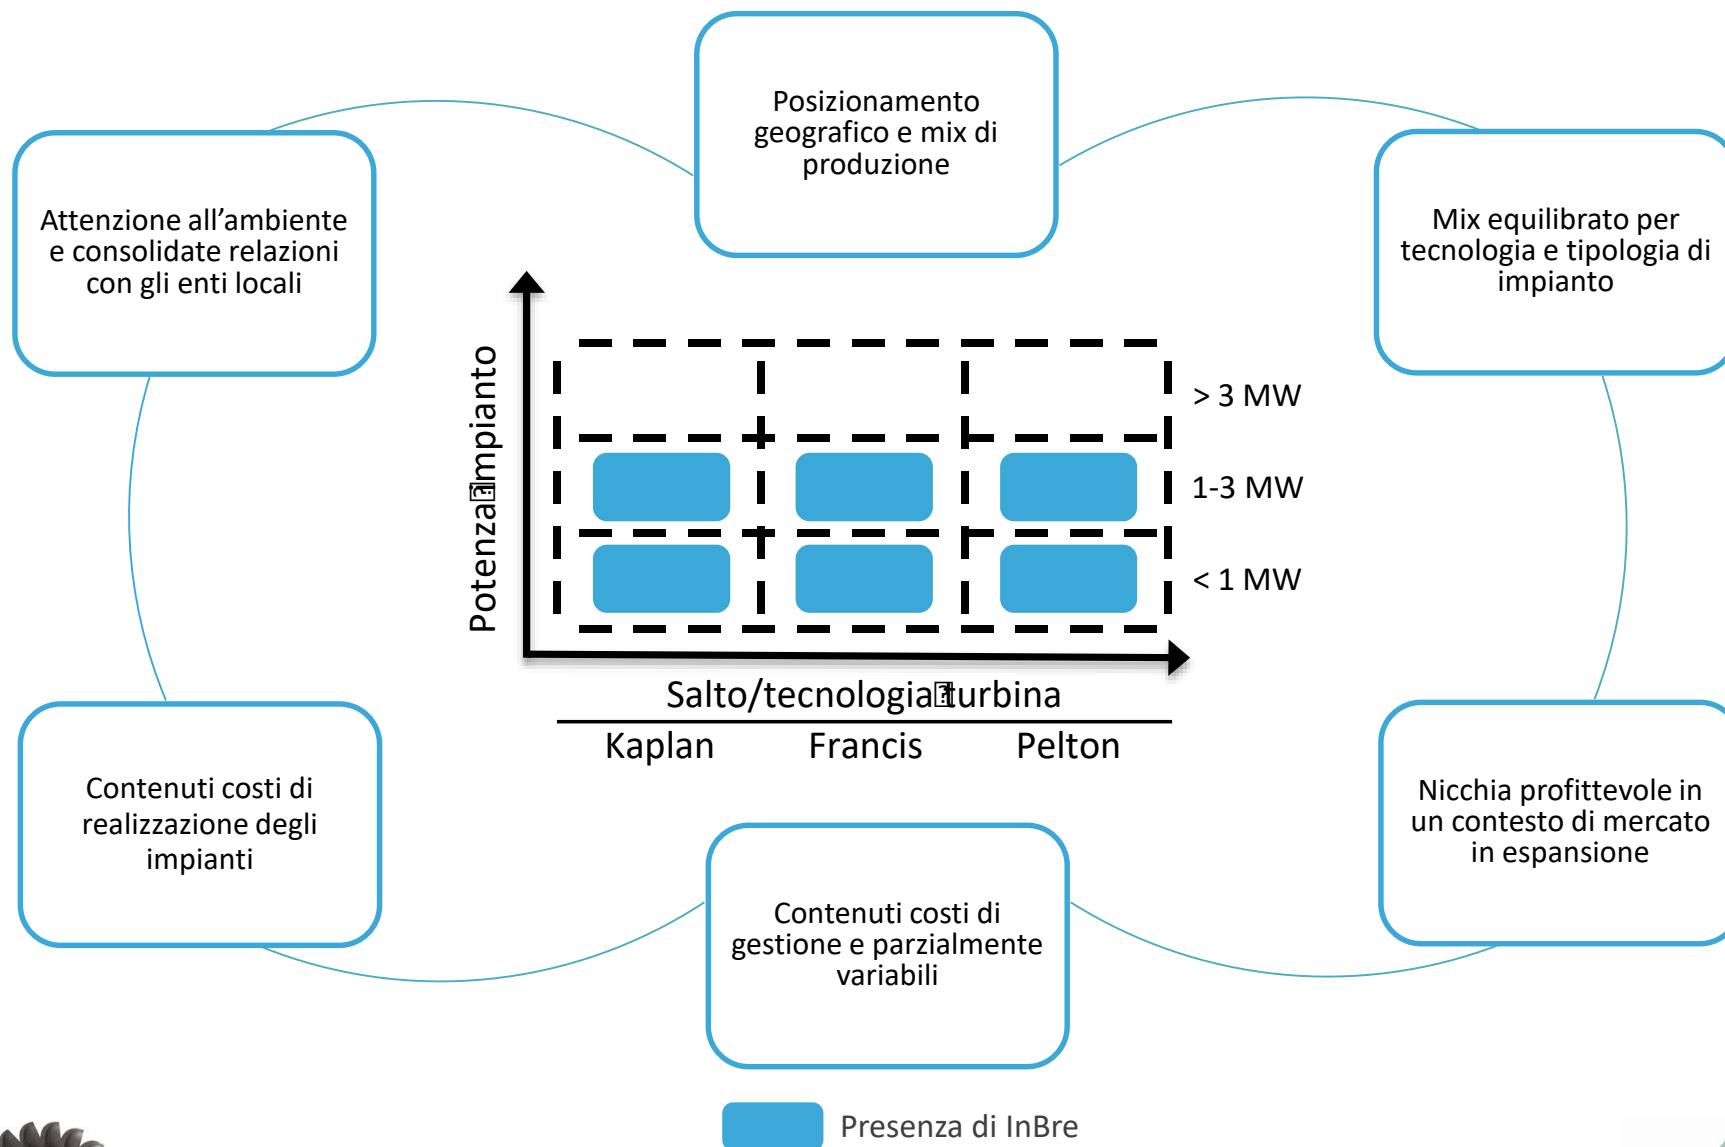 Posizionamento
geografico e mix di
produzione
Attenzione all’ambiente
e consolidate relazioni
con gli enti locali
Mix equilibrato per
tecnologia e tipologia di
impianto
Potenza impianto
> 3 MW
1-3 MW
< 1 MW
Salto/tecnologia turbina
Kaplan Francis Pelton
Contenuti costi di
realizzazione degli
impianti
Nicchia profittevole in
un contesto di mercato
in espansione
Contenuti costi di
gestione e parzialmente
variabili
Presenza di InBre